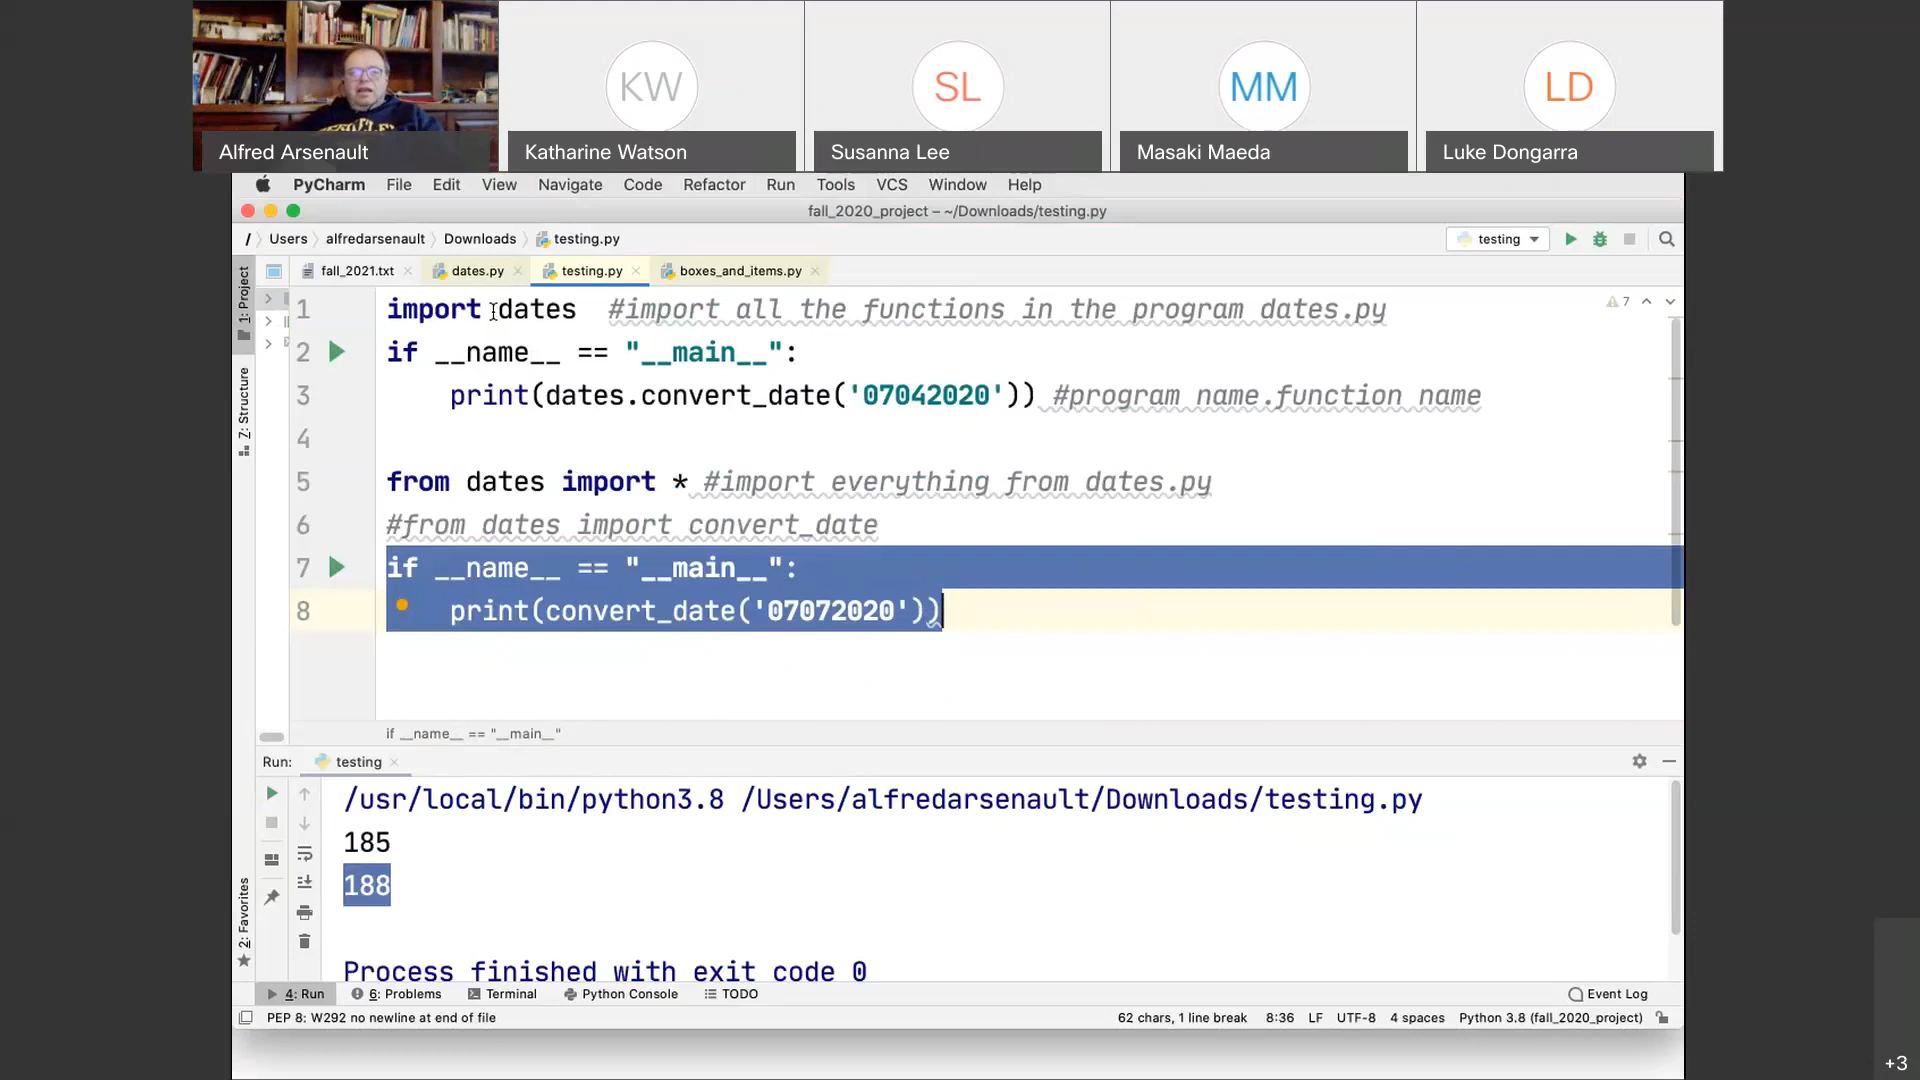 KW
SL
MM
LD
Alfred Arsenault
Katharine Watson
Susanna Lee
Masaki Maeda
Luke Dongarra
PyCharm File Edit View Navigate Code Refactor Run Tools VCS Window Help
fall_2020_project – ~/Downloads/testing.py
/ Users alfredarsenault Downloads testing.py
testing
fall_2021.txt dates.py testing.py boxes_and_items.py
1: Project
Z: Structure
2: Favorites
7
1 import dates #import all the functions in the program dates.py
2 if __name__ == "__main__":
3 print(dates.convert_date('07042020')) #program name.function name
4
5 from dates import * #import everything from dates.py
6 #from dates import convert_date
7 if __name__ == "__main__":
8 print(convert_date('07072020'))
if __name__ == "__main__"
Run: testing
/usr/local/bin/python3.8 /Users/alfredarsenault/Downloads/testing.py
185
188
Process finished with exit code 0
4: Run 6: Problems Terminal Python Console TODO Event Log
PEP 8: W292 no newline at end of file 62 chars, 1 line break 8:36 LF UTF-8 4 spaces Python 3.8 (fall_2020_project)
+3